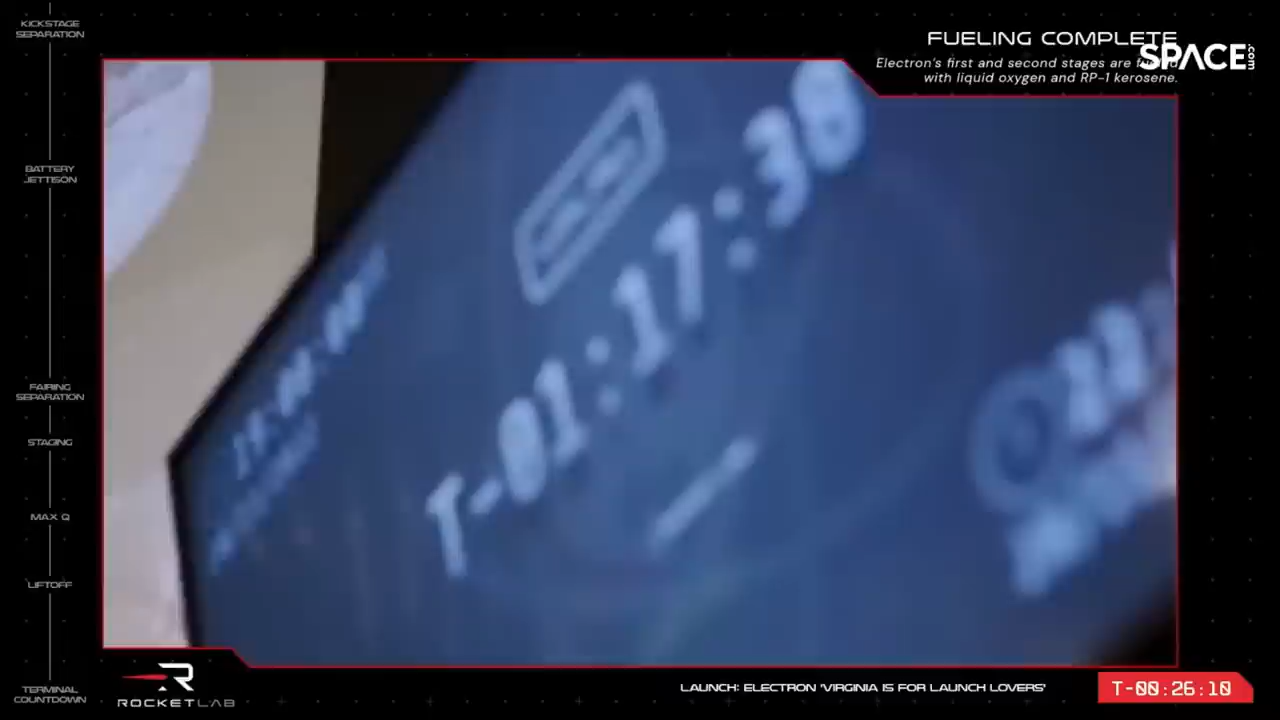 KICKSTAGE
SEPARATION
BATTERY
JETTISON
FAIRING
SEPARATION
STAGING
MAX Q
LIFTOFF
TERMINAL
COUNTDOWN
FUELING COMPLETE
SPACE.com
Electron's first and second stages are
with liquid oxygen and RP-1 kerosene.
T-01:17:30
ROCKETLAB
LAUNCH: ELECTRON 'VIRGINIA IS FOR LAUNCH LOVERS'
T-00:26:10